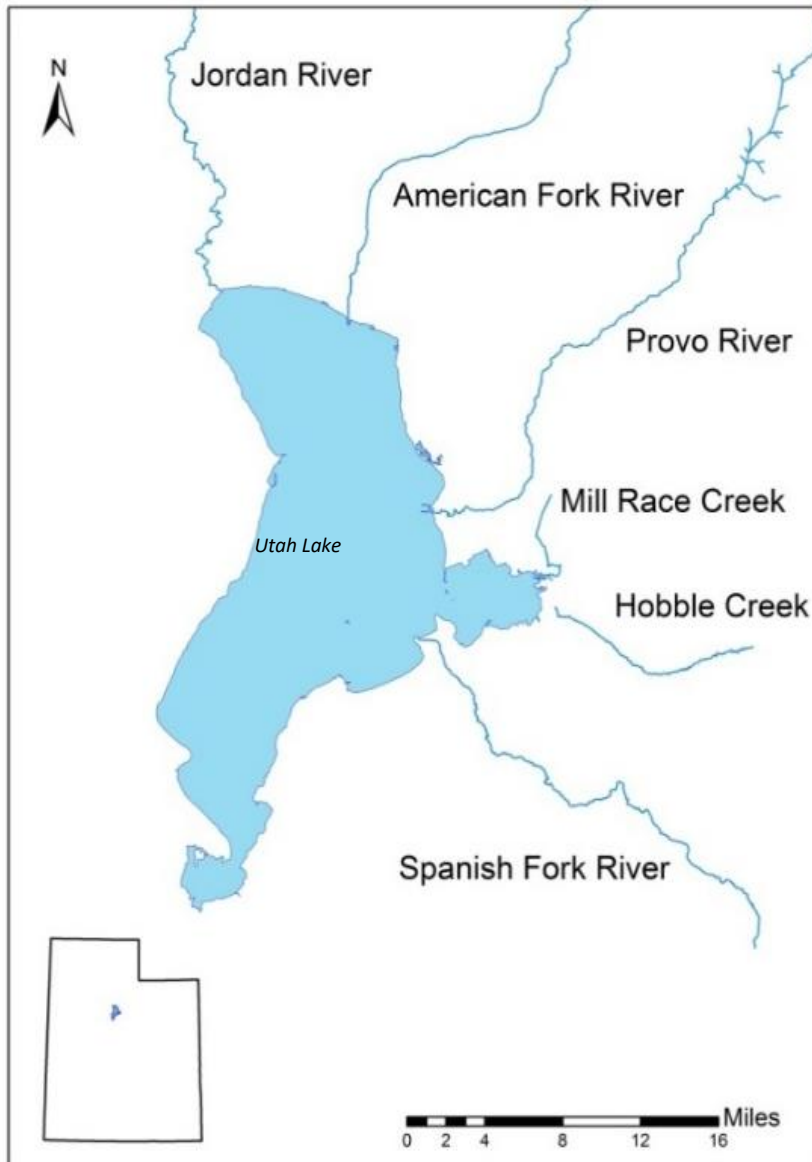 N
Jordan River
American Fork River
Provo River
Mill Race Creek
Utah Lake
Hobble Creek
Spanish Fork River
Miles
0 2 4 8 12 16